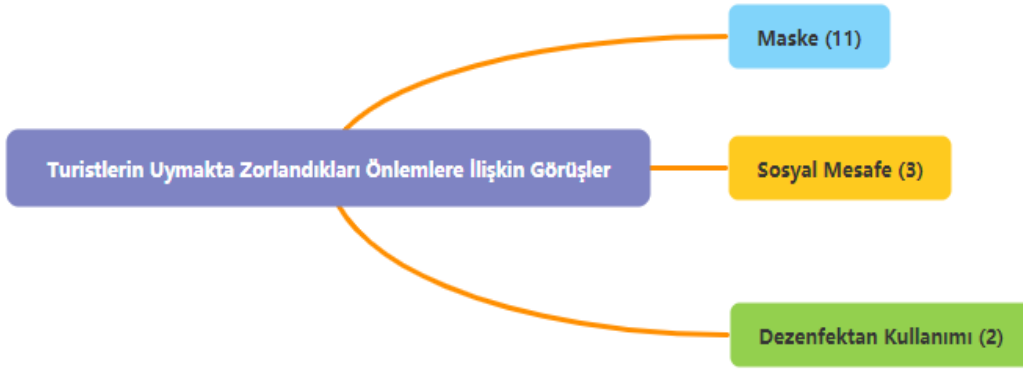 Maske (11)
Turistlerin Uymakta Zorlandıkları Önlemlere İlişkin Görüşler
Sosyal Mesafe (3)
Dezenfektan Kullanımı (2)